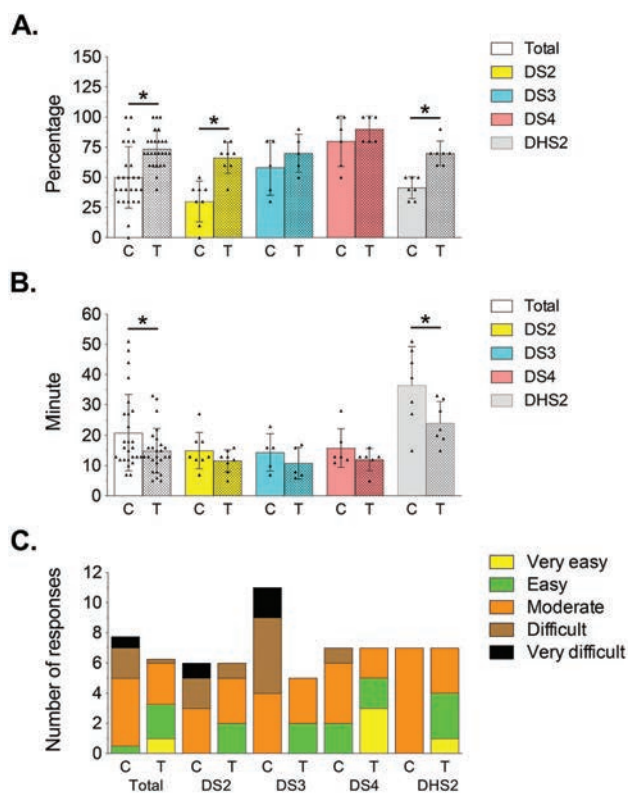 A.
150
125
100
75
50
25
0
Percentage
*
*
*
C T C T C T C T C T
Total
DS2
DS3
DS4
DHS2
B.
60
50
40
30
20
10
0
Minute
*
*
C T C T C T C T C T
Total
DS2
DS3
DS4
DHS2
C.
12
10
8
6
4
2
0
Number of responses
C T C T C T C T C T
Total DS2 DS3 DS4 DHS2
Very easy
Easy
Moderate
Difficult
Very difficult